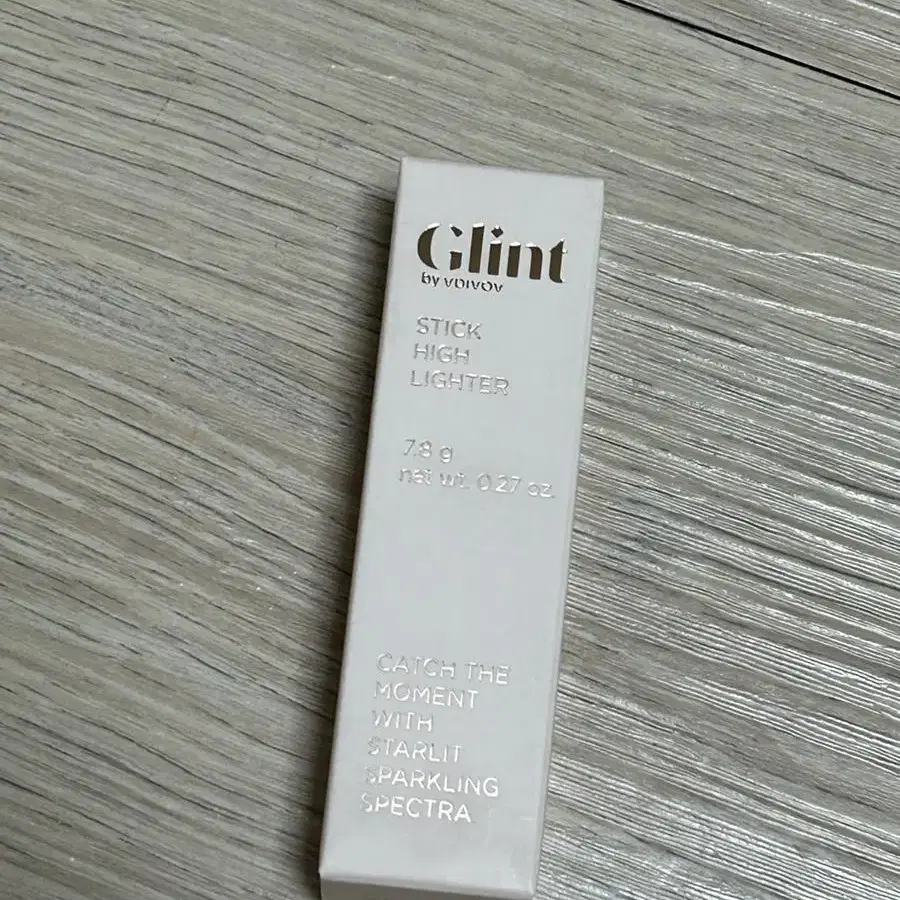 Glint
by VDIVOV
STICK
HIGH
LIGHTER
7.8 g
net wt. 0.27 oz.
CATCH THE
MOMENT
WITH
STARLIT
SPARKLING
SPECTRA